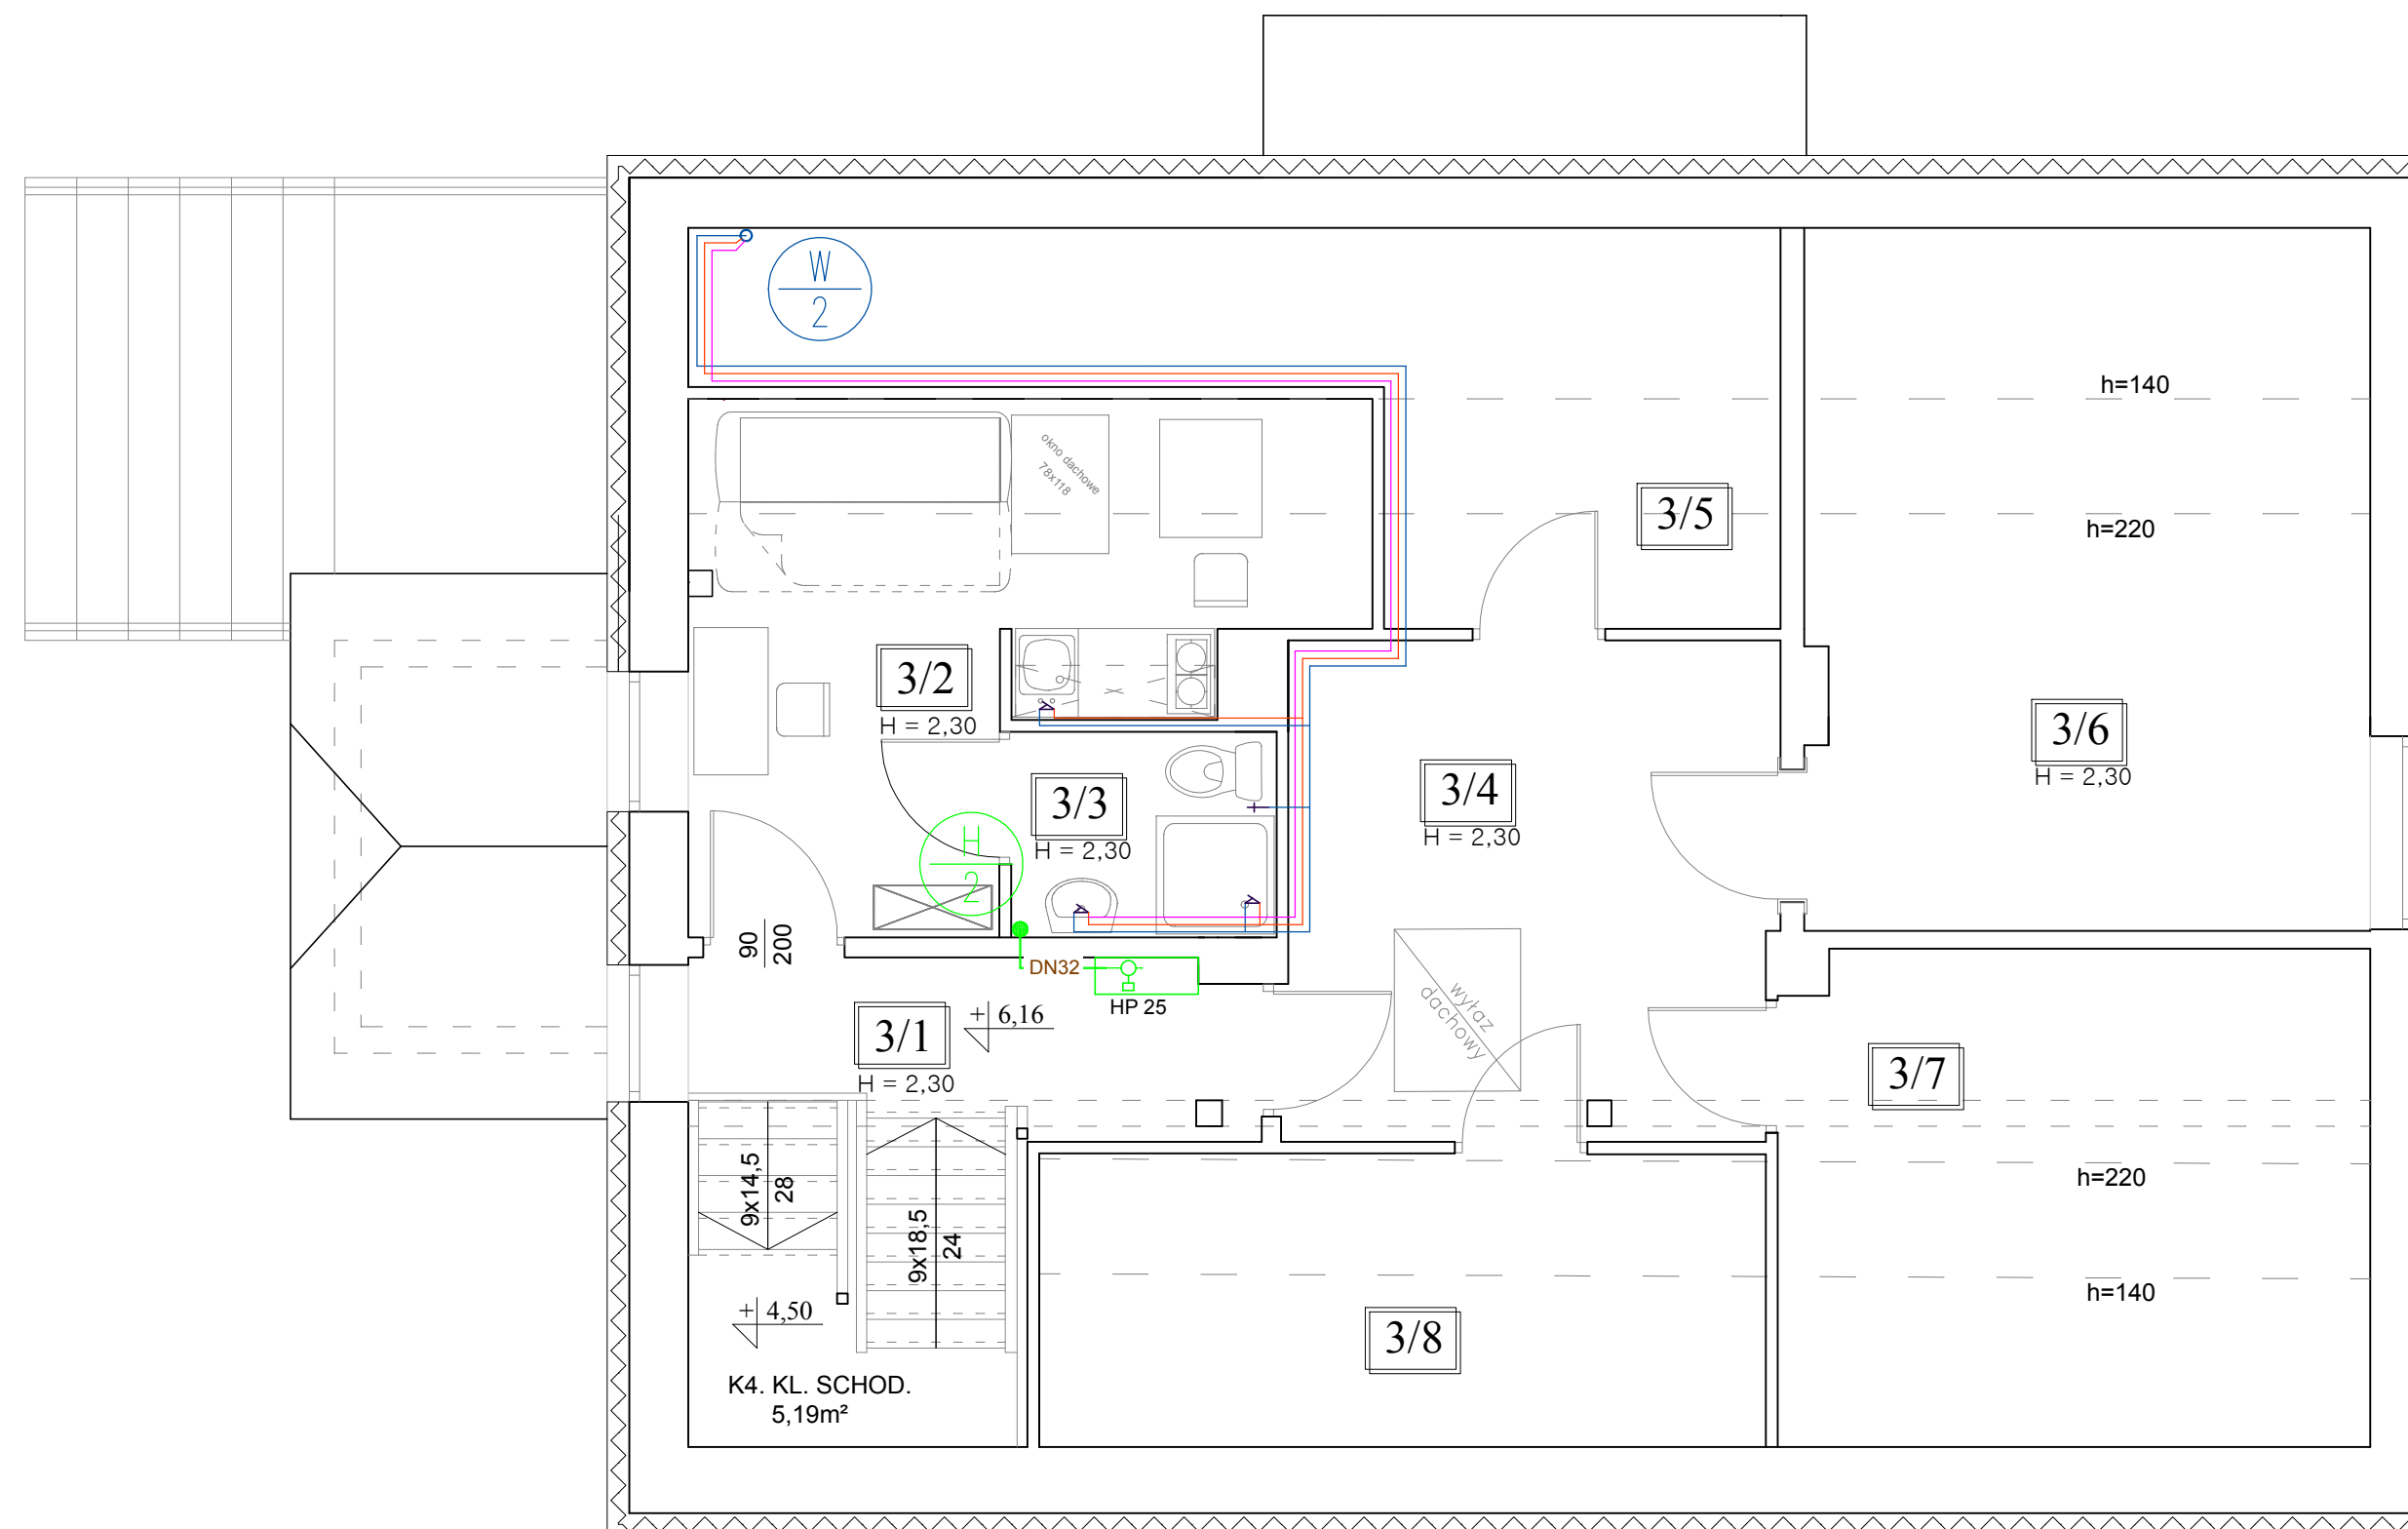 W
2
okno dachowe
78x118
h=140
3/5
h=220
3/2
H = 2,30
3/6
H = 2,30
3/3
H = 2,30
3/4
H = 2,30
H
2
90
200
DN32
HP 25
wyłaz
dachowy
+ 6,16
3/1
H = 2,30
3/7
9x14,5
28
h=220
9x18,5
24
h=140
+ 4,50
3/8
K4. KL. SCHOD.
5,19m²